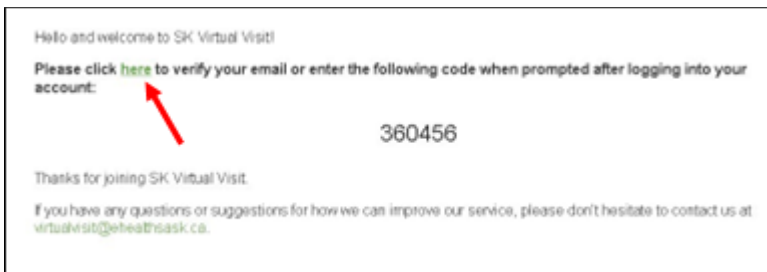 Hello and welcome to SK Virtual Visit!
Please click here to verify your email or enter the following code when prompted after logging into your
account:
360456
Thanks for joining SK Virtual Visit.
If you have any questions or suggestions for how we can improve our service, please don't hesitate to contact us at
virtualvisit@ehealthsask.ca.